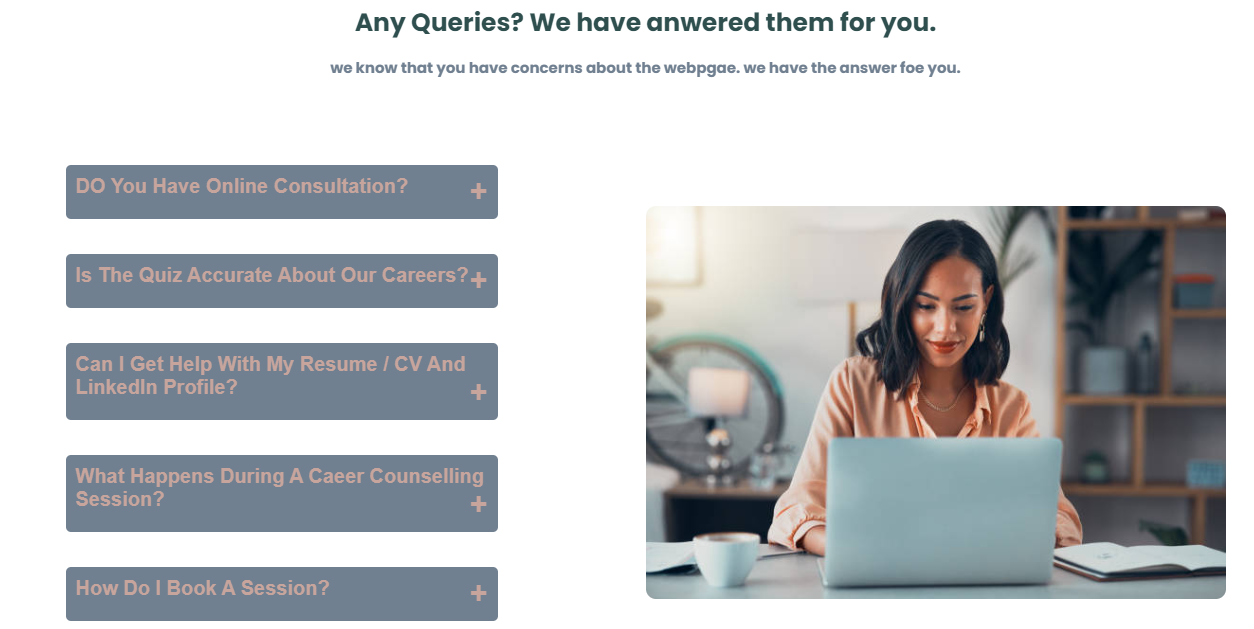 Any Queries? We have anwered them for you.
we know that you have concerns about the webpgae. we have the answer foe you.
DO You Have Online Consultation?
+
Is The Quiz Accurate About Our Careers?
+
Can I Get Help With My Resume / CV And
LinkedIn Profile?
+
What Happens During A Caeer Counselling
Session?
+
How Do I Book A Session?
+